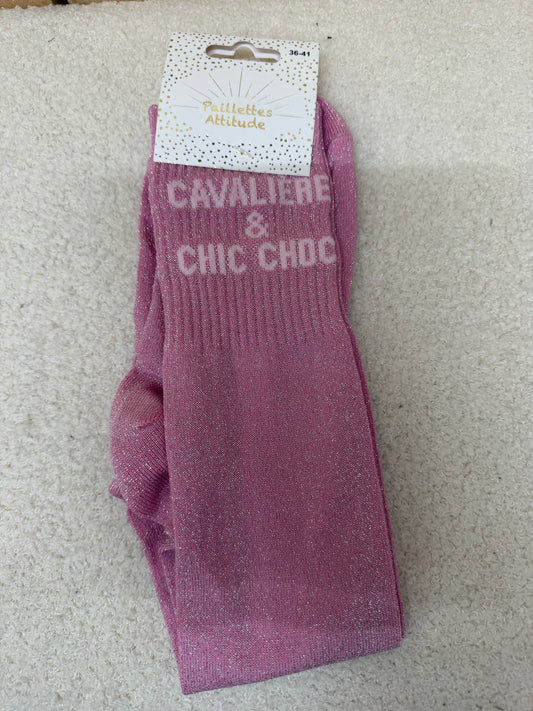 36-41
Paillettes
Attitude
CAVALIÈRE
&
CHIC CHOC